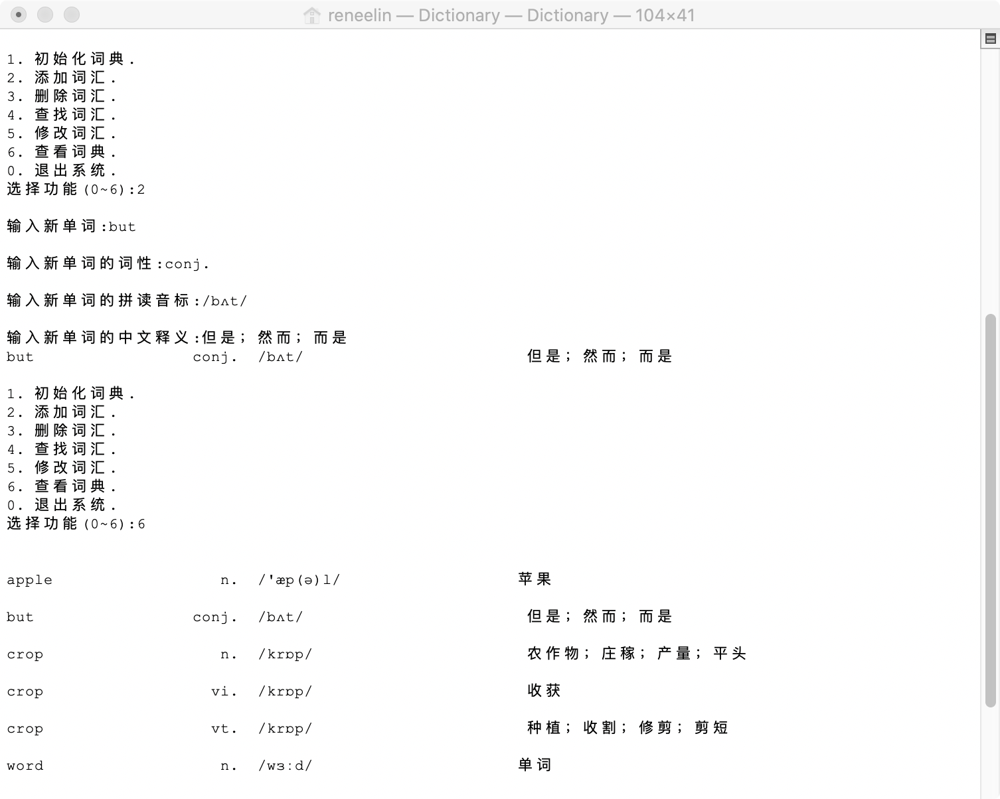 reneelin — Dictionary — Dictionary — 104×41
1. 初始化词典.
2. 添加词汇.
3. 删除词汇.
4. 查找词汇.
5. 修改词汇.
6. 查看词典.
0. 退出系统.
选择功能(0~6):2
输入新单词:but
输入新单词的词性:conj.
输入新单词的拼读音标:/bʌt/
输入新单词的中文释义:但是；然而；而是
but conj. /bʌt/ 但是；然而；而是
1. 初始化词典.
2. 添加词汇.
3. 删除词汇.
4. 查找词汇.
5. 修改词汇.
6. 查看词典.
0. 退出系统.
选择功能(0~6):6
apple n. /'æp(ə)l/ 苹果
but conj. /bʌt/ 但是；然而；而是
crop n. /krɒp/ 农作物；庄稼；产量；平头
crop vi. /krɒp/ 收获
crop vt. /krɒp/ 种植；收割；修剪；剪短
word n. /wɜːd/ 单词